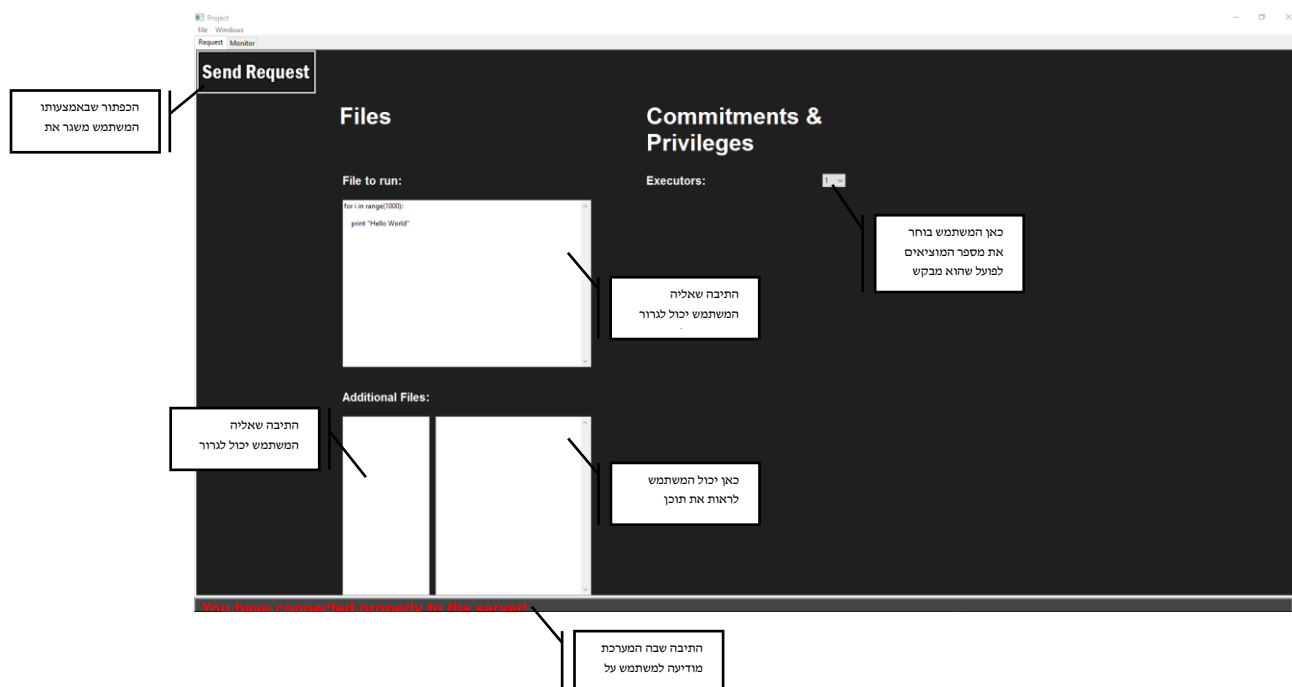 Project
file Windows
Request Monitor
Send Request
הכפתור שבאמצעותו
המשתמש משגר את
Files
Commitments &
Privileges
File to run:
Executors:
1
for i in range(1000):
print "Hello World"
כאן המשתמש בוחר
את מספר המוציאים
לפועל שהוא מבקש
התיבה שאליה
המשתמש יכול לגרור
Additional Files:
התיבה שאליה
המשתמש יכול לגרור
כאן יכול המשתמש
לראות את תוכן
You have connected properly to the server!
התיבה שבה המערכת
מודיעה למשתמש על